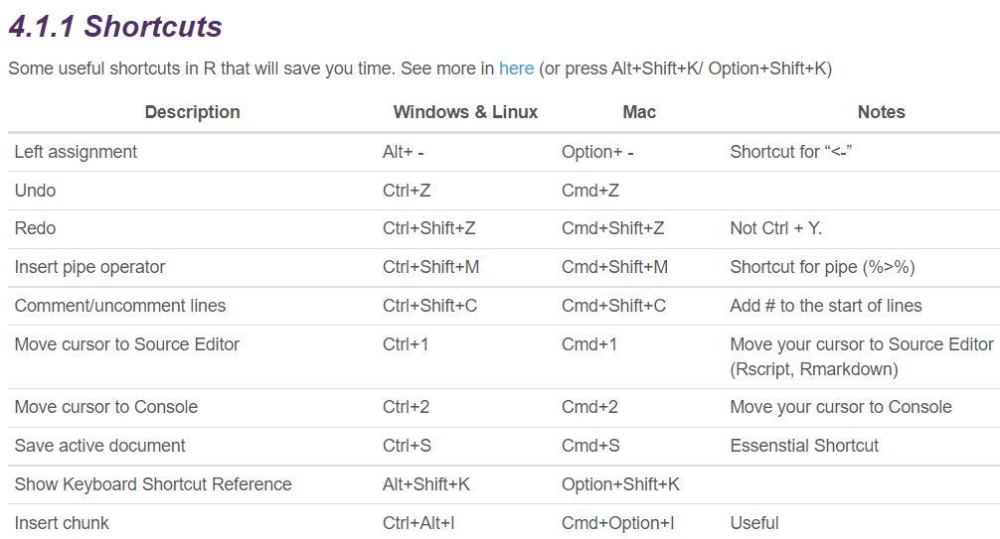 4.1.1 Shortcuts
Some useful shortcuts in R that will save you time. See more in here (or press Alt+Shift+K/ Option+Shift+K)
Description Windows & Linux Mac Notes
Left assignment Alt+ - Option+ - Shortcut for “<-”
Undo Ctrl+Z Cmd+Z
Redo Ctrl+Shift+Z Cmd+Shift+Z Not Ctrl + Y.
Insert pipe operator Ctrl+Shift+M Cmd+Shift+M Shortcut for pipe (%>%)
Comment/uncomment lines Ctrl+Shift+C Cmd+Shift+C Add # to the start of lines
Move cursor to Source Editor Ctrl+1 Cmd+1 Move your cursor to Source Editor
(Rscript, Rmarkdown)
Move cursor to Console Ctrl+2 Cmd+2 Move your cursor to Console
Save active document Ctrl+S Cmd+S Essenstial Shortcut
Show Keyboard Shortcut Reference Alt+Shift+K Option+Shift+K
Insert chunk Ctrl+Alt+I Cmd+Option+I Useful